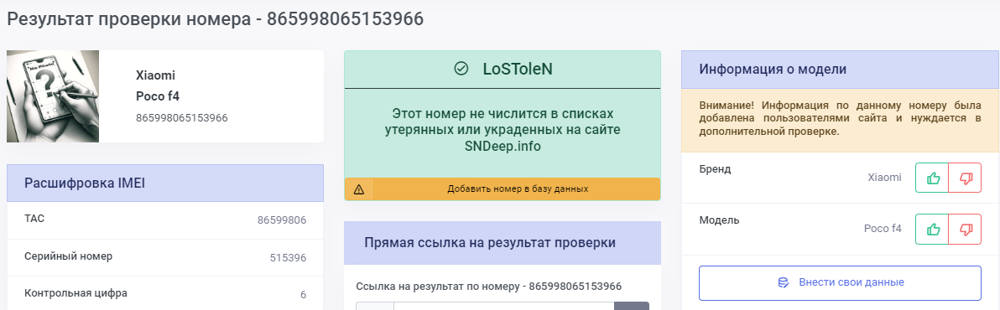 Результат проверки номера - 865998065153966
"No Photo"
Xiaomi
Poco f4
865998065153966
Расшифровка IMEI
TAC
86599806
Серийный номер
515396
Контрольная цифра
6
LoSToleN
Этот номер не числится в списках
утерянных или украденных на сайте
SNDeep.info
Добавить номер в базу данных
Прямая ссылка на результат проверки
Ссылка на результат по номеру - 865998065153966
Информация о модели
Внимание! Информация по данному номеру была
добавлена пользователями сайта и нуждается в
дополнительной проверке.
Бренд
Xiaomi
Модель
Poco f4
Внести свои данные